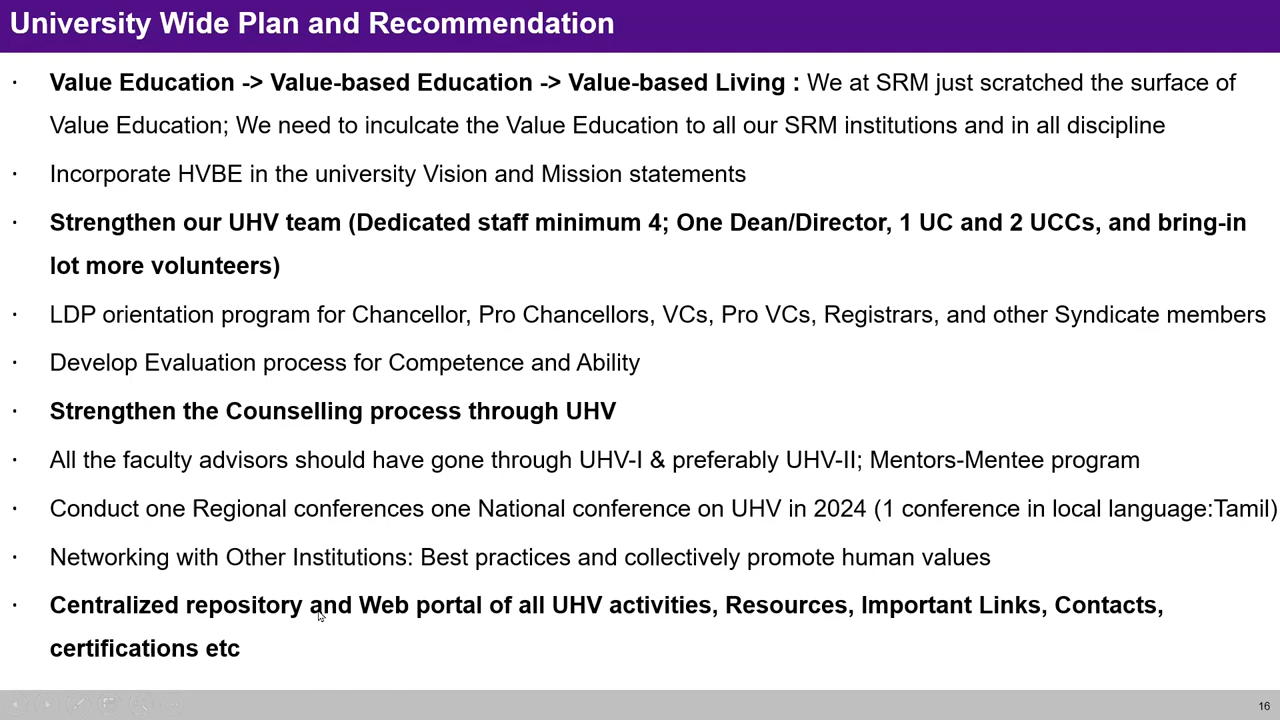 University Wide Plan and Recommendation
· Value Education -> Value-based Education -> Value-based Living : We at SRM just scratched the surface of
Value Education; We need to inculcate the Value Education to all our SRM institutions and in all discipline
· Incorporate HVBE in the university Vision and Mission statements
· Strengthen our UHV team (Dedicated staff minimum 4; One Dean/Director, 1 UC and 2 UCCs, and bring-in
lot more volunteers)
· LDP orientation program for Chancellor, Pro Chancellors, VCs, Pro VCs, Registrars, and other Syndicate members
· Develop Evaluation process for Competence and Ability
· Strengthen the Counselling process through UHV
· All the faculty advisors should have gone through UHV-I & preferably UHV-II; Mentors-Mentee program
· Conduct one Regional conferences one National conference on UHV in 2024 (1 conference in local language:Tamil)
· Networking with Other Institutions: Best practices and collectively promote human values
· Centralized repository and Web portal of all UHV activities, Resources, Important Links, Contacts,
certifications etc
16